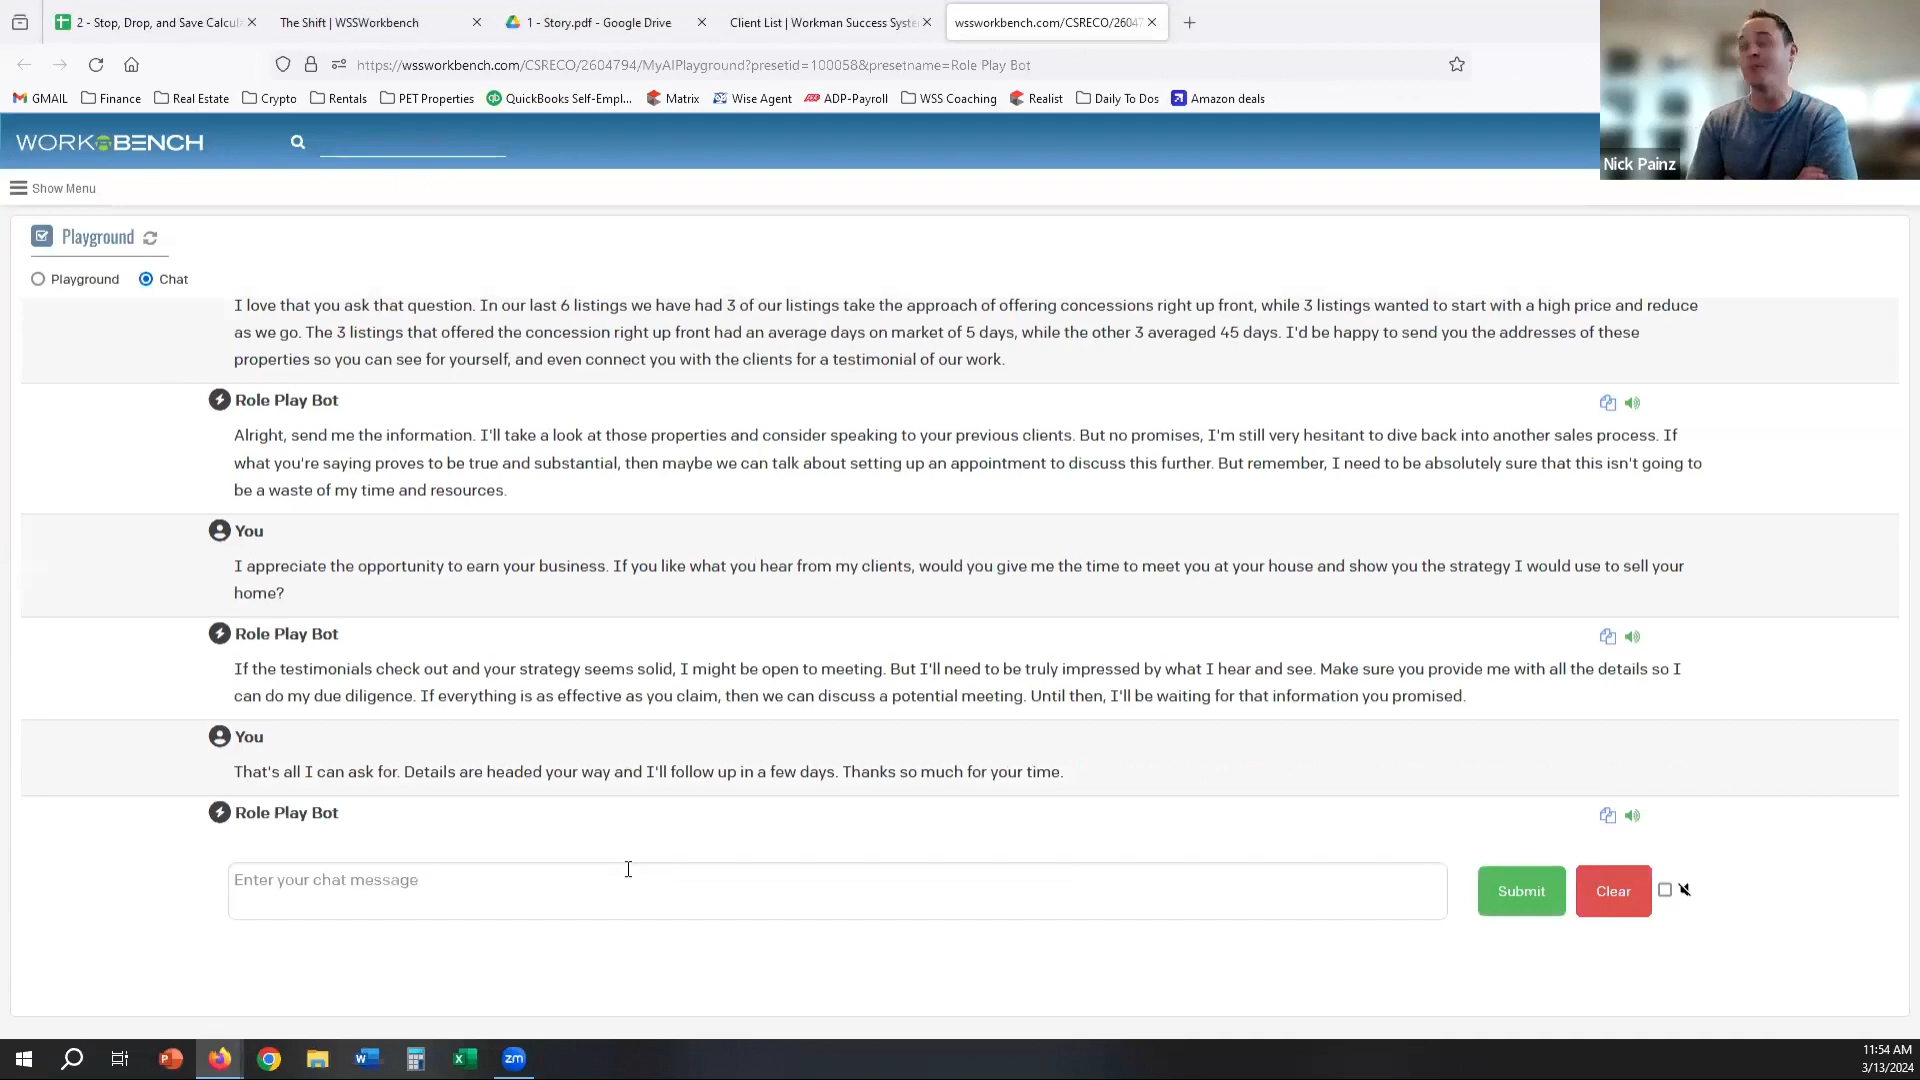 2 - Stop, Drop, and Save Calcul
The Shift | WSSWorkbench
1 - Story.pdf - Google Drive
Client List | Workman Success Syste
wssworkbench.com/CSRECO/2604
https://wssworkbench.com/CSRECO/2604794/MyAIPlayground?presetid=100058&presetname=Role Play Bot
GMAIL Finance Real Estate Crypto Rentals PET Properties QuickBooks Self-Empl... Matrix Wise Agent ADP-Payroll WSS Coaching Realist Daily To Dos Amazon deals
WORKBENCH
Nick Painz
Show Menu
Playground
Playground Chat
I love that you ask that question. In our last 6 listings we have had 3 of our listings take the approach of offering concessions right up front, while 3 listings wanted to start with a high price and reduce
as we go. The 3 listings that offered the concession right up front had an average days on market of 5 days, while the other 3 averaged 45 days. I'd be happy to send you the addresses of these
properties so you can see for yourself, and even connect you with the clients for a testimonial of our work.
Role Play Bot
Alright, send me the information. I'll take a look at those properties and consider speaking to your previous clients. But no promises, I'm still very hesitant to dive back into another sales process. If
what you're saying proves to be true and substantial, then maybe we can talk about setting up an appointment to discuss this further. But remember, I need to be absolutely sure that this isn't going to
be a waste of my time and resources.
You
I appreciate the opportunity to earn your business. If you like what you hear from my clients, would you give me the time to meet you at your house and show you the strategy I would use to sell your
home?
Role Play Bot
If the testimonials check out and your strategy seems solid, I might be open to meeting. But I'll need to be truly impressed by what I hear and see. Make sure you provide me with all the details so I
can do my due diligence. If everything is as effective as you claim, then we can discuss a potential meeting. Until then, I'll be waiting for that information you promised.
You
That's all I can ask for. Details are headed your way and I'll follow up in a few days. Thanks so much for your time.
Role Play Bot
Enter your chat message
Submit Clear
zm
11:54 AM
3/13/2024